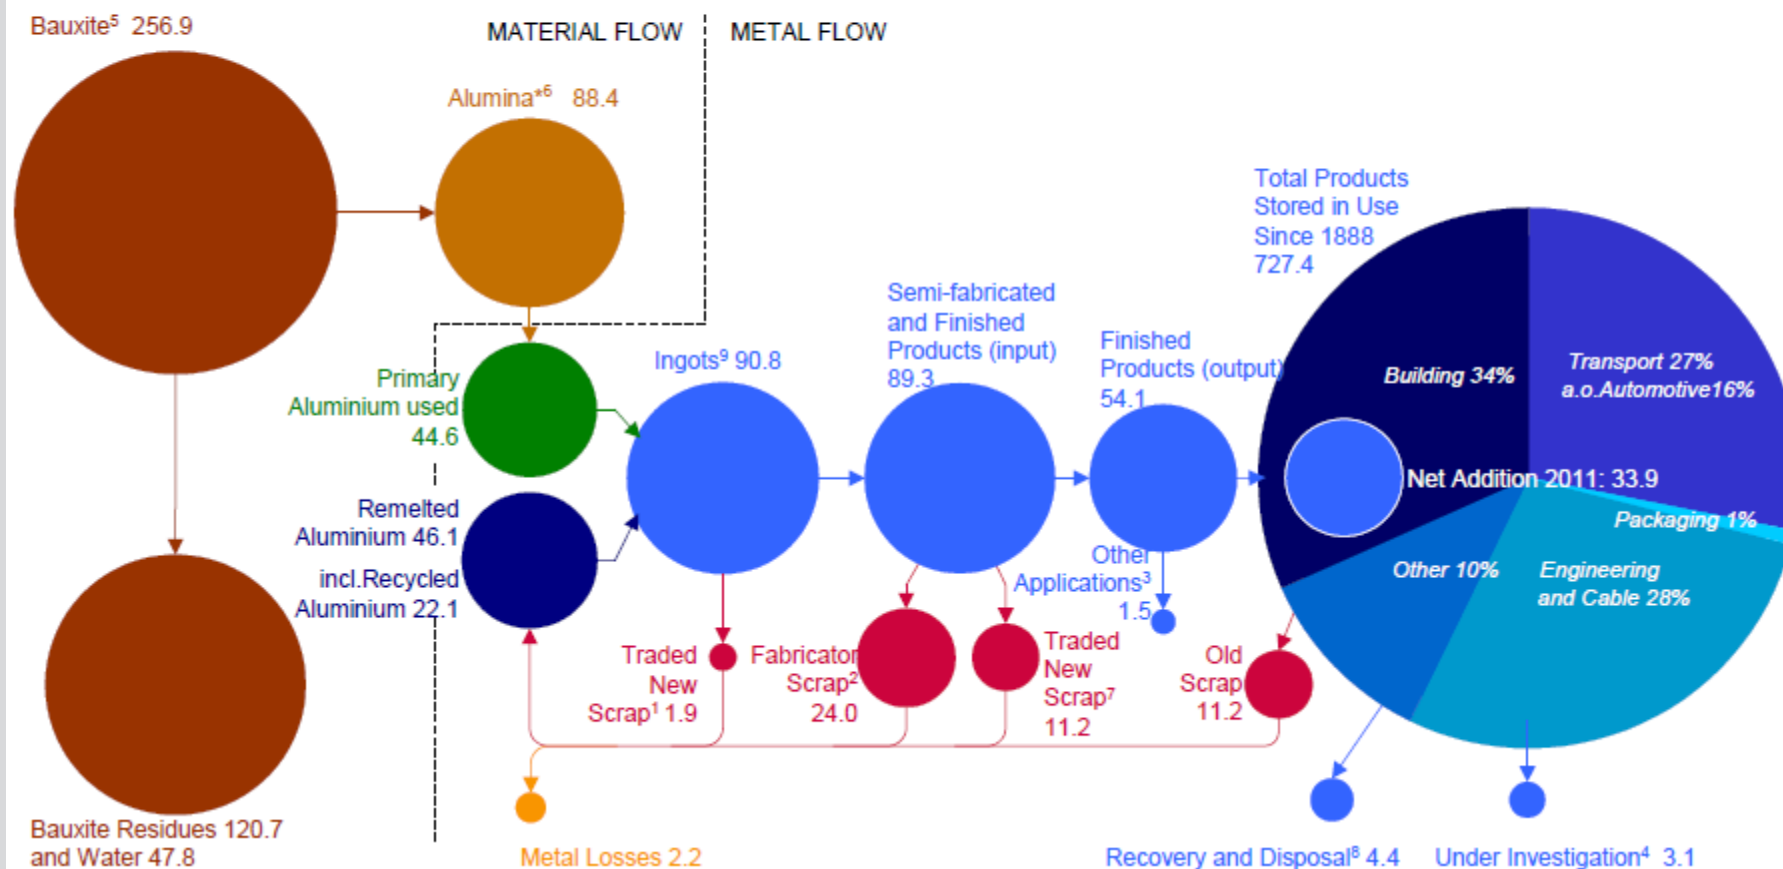 Bauxite⁵ 256.9
MATERIAL FLOW
METAL FLOW
Alumina*⁶ 88.4
Total Products
Stored in Use
Since 1888
727.4
Semi-fabricated
and Finished
Products (input)
89.3
Finished
Products (output)
54.1
Ingots⁹ 90.8
Primary
Aluminium used
44.6
Building 34%
Transport 27%
a.o.Automotive16%
Net Addition 2011: 33.9
Packaging 1%
Remelted
Aluminium 46.1
incl.Recycled
Aluminium 22.1
Other
Applications³
1.5
Other 10%
Engineering
and Cable 28%
Traded
New
Scrap¹ 1.9
Fabricator
Scrap²
24.0
Traded
New
Scrap⁷
11.2
Old
Scrap
11.2
Bauxite Residues 120.7
and Water 47.8
Metal Losses 2.2
Recovery and Disposal⁸ 4.4
Under Investigation⁴ 3.1